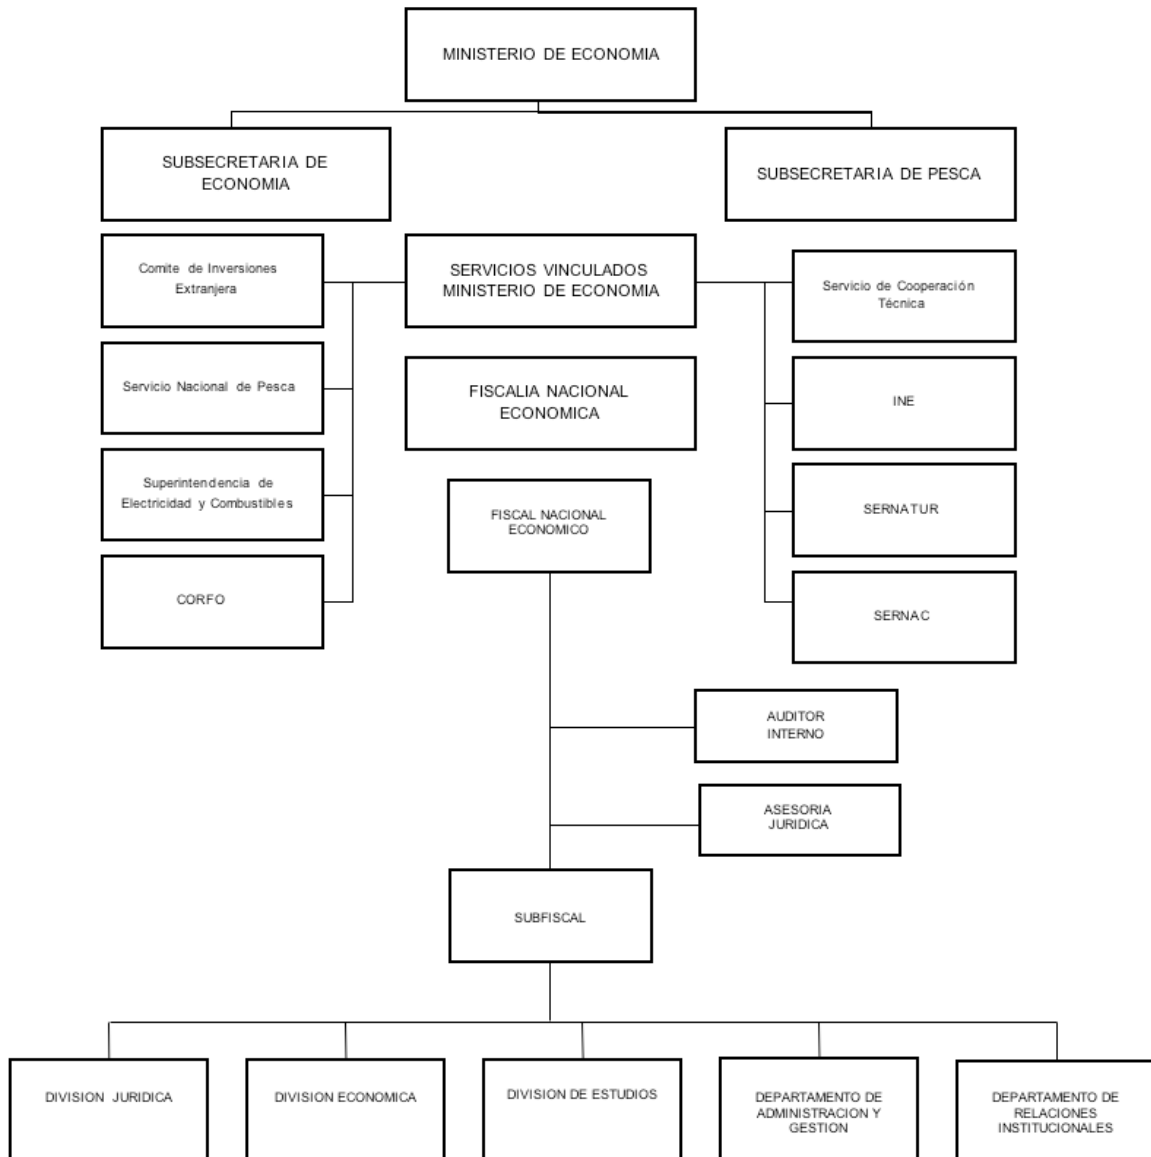 MINISTERIO DE ECONOMIA
SUBSECRETARIA DE
ECONOMIA
SUBSECRETARIA DE PESCA
Comite de Inversiones
Extranjera
SERVICIOS VINCULADOS
MINISTERIO DE ECONOMIA
Servicio de Cooperación
Técnica
Servicio Nacional de Pesca
FISCALIA NACIONAL
ECONOMICA
INE
Superintendencia de
Electricidad y Combustibles
FISCAL NACIONAL
ECONOMICO
SERNATUR
CORFO
SERNAC
AUDITOR
INTERNO
ASESORIA
JURIDICA
SUBFISCAL
DIVISION JURIDICA
DIVISION ECONOMICA
DIVISION DE ESTUDIOS
DEPARTAMENTO DE
ADMINISTRACION Y
GESTION
DEPARTAMENTO DE
RELACIONES
INSTITUCIONALES